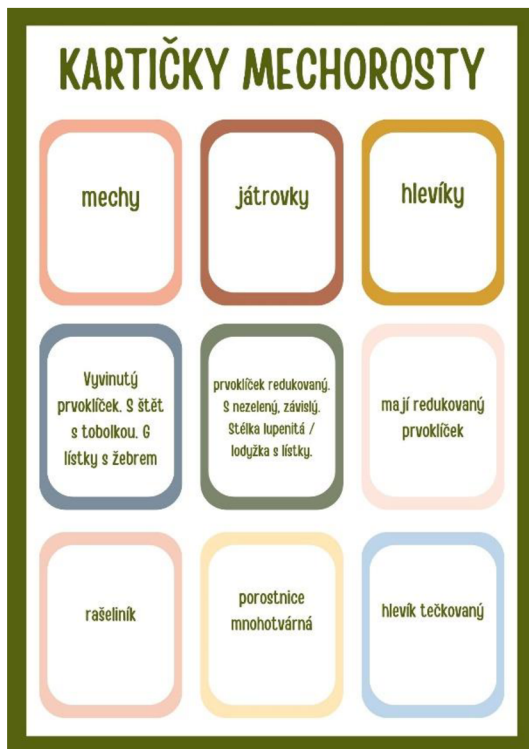 KARTIČKY MECHOROSTY
mechy
játrovky
hlevíky
Vyvinutý
prvoklíček. S štět
s tobolkou. G
lístky s žebrem
prvoklíček redukovaný.
S nezelený, závislý.
Stélka lupenitá /
lodyžka s lístky.
mají redukovaný
prvoklíček
rašeliník
porostnice
mnohotvárná
hlevík tečkovaný